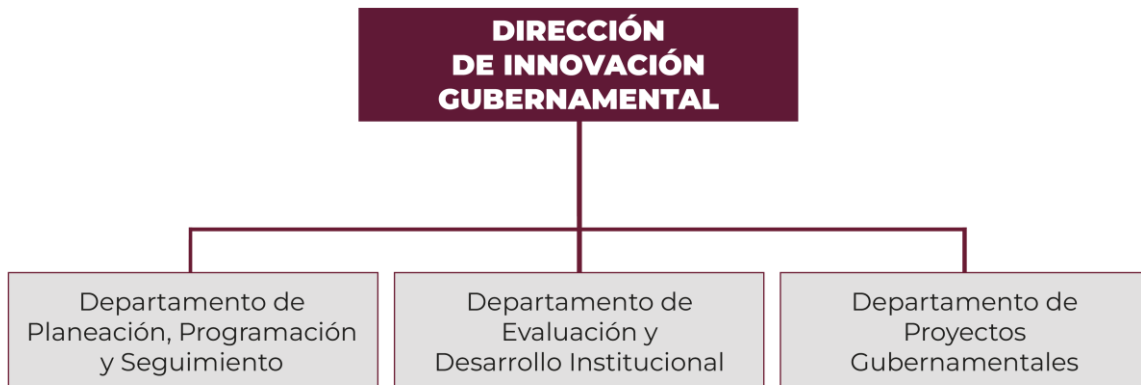 DIRECCIÓN
DE INNOVACIÓN
GUBERNAMENTAL
Departamento de
Planeación, Programación
y Seguimiento
Departamento de
Evaluación y
Desarrollo Institucional
Departamento de
Proyectos
Gubernamentales